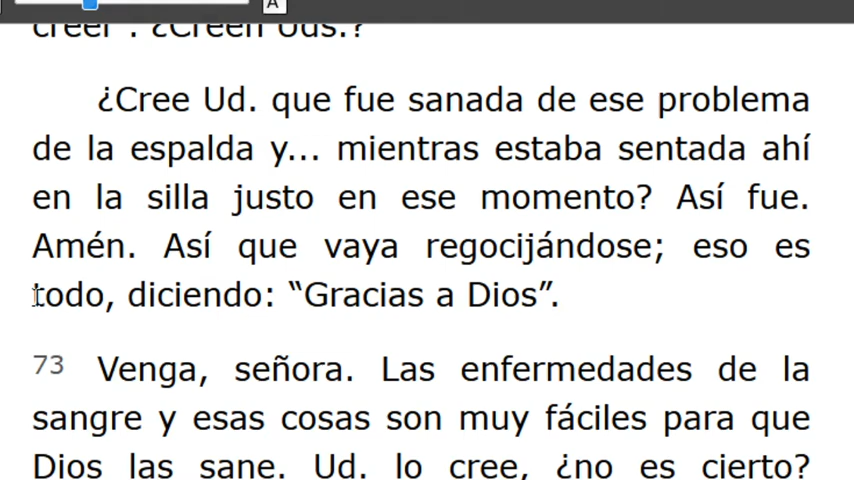 creer". ¿Creen Uds.?
¿Cree Ud. que fue sanada de ese problema
de la espalda y... mientras estaba sentada ahí
en la silla justo en ese momento? Así fue.
Amén. Así que vaya regocijándose; eso es
todo, diciendo: “Gracias a Dios”.
73 Venga, señora. Las enfermedades de la
sangre y esas cosas son muy fáciles para que
Dios las sane. Ud. lo cree, ¿no es cierto?